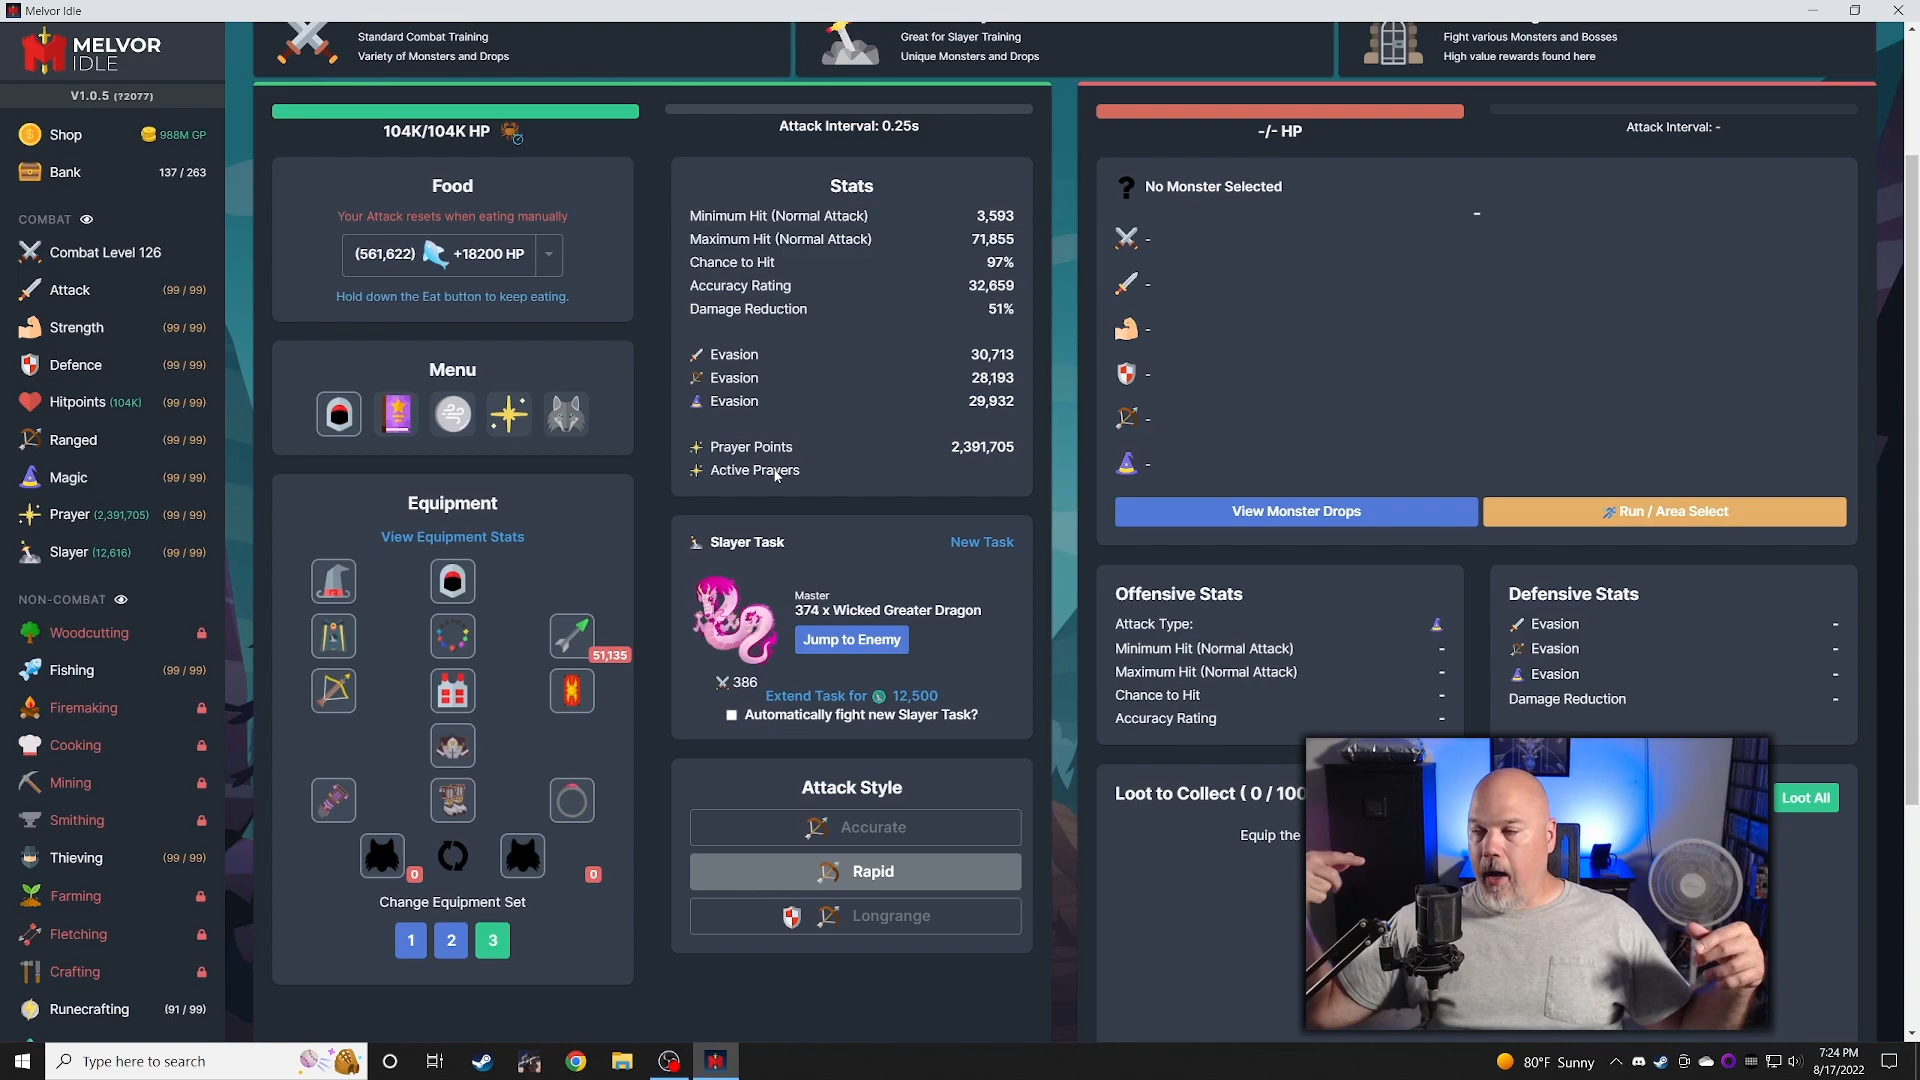 Melvor Idle
MELVOR
IDLE
V1.0.5 (?2077)
Shop 988M GP
Bank 137 / 263
COMBAT
Combat Level 126
Attack (99 / 99)
Strength (99 / 99)
Defence (99 / 99)
Hitpoints (104K) (99 / 99)
Ranged (99 / 99)
Magic (99 / 99)
Prayer (2,391,705) (99 / 99)
Slayer (12,616) (99 / 99)
NON-COMBAT
Woodcutting
Fishing (99 / 99)
Firemaking
Cooking
Mining
Smithing
Thieving (99 / 99)
Farming
Fletching
Crafting
Runecrafting (91 / 99)
Standard Combat Training
Variety of Monsters and Drops
Great for Slayer Training
Unique Monsters and Drops
Fight various Monsters and Bosses
High value rewards found here
104K/104K HP
Attack Interval: 0.25s
Food
Your Attack resets when eating manually
(561,622) +18200 HP
Hold down the Eat button to keep eating.
Menu
Equipment
View Equipment Stats
51,135
0
0
Change Equipment Set
1 2 3
Stats
Minimum Hit (Normal Attack) 3,593
Maximum Hit (Normal Attack) 71,855
Chance to Hit 97%
Accuracy Rating 32,659
Damage Reduction 51%
Evasion 30,713
Evasion 28,193
Evasion 29,932
Prayer Points 2,391,705
Active Prayers
Slayer Task New Task
Master
374 x Wicked Greater Dragon
Jump to Enemy
386
Extend Task for 12,500
Automatically fight new Slayer Task?
Attack Style
Accurate
Rapid
Longrange
-/- HP
Attack Interval: -
? No Monster Selected
-
-
-
-
-
-
-
View Monster Drops
Run / Area Select
Offensive Stats
Attack Type:
Minimum Hit (Normal Attack) -
Maximum Hit (Normal Attack) -
Chance to Hit -
Accuracy Rating -
Defensive Stats
Evasion -
Evasion -
Evasion -
Damage Reduction -
Loot to Collect ( 0 / 100
Loot All
Equip the
Type here to search
80°F Sunny
7:24 PM
8/17/2022